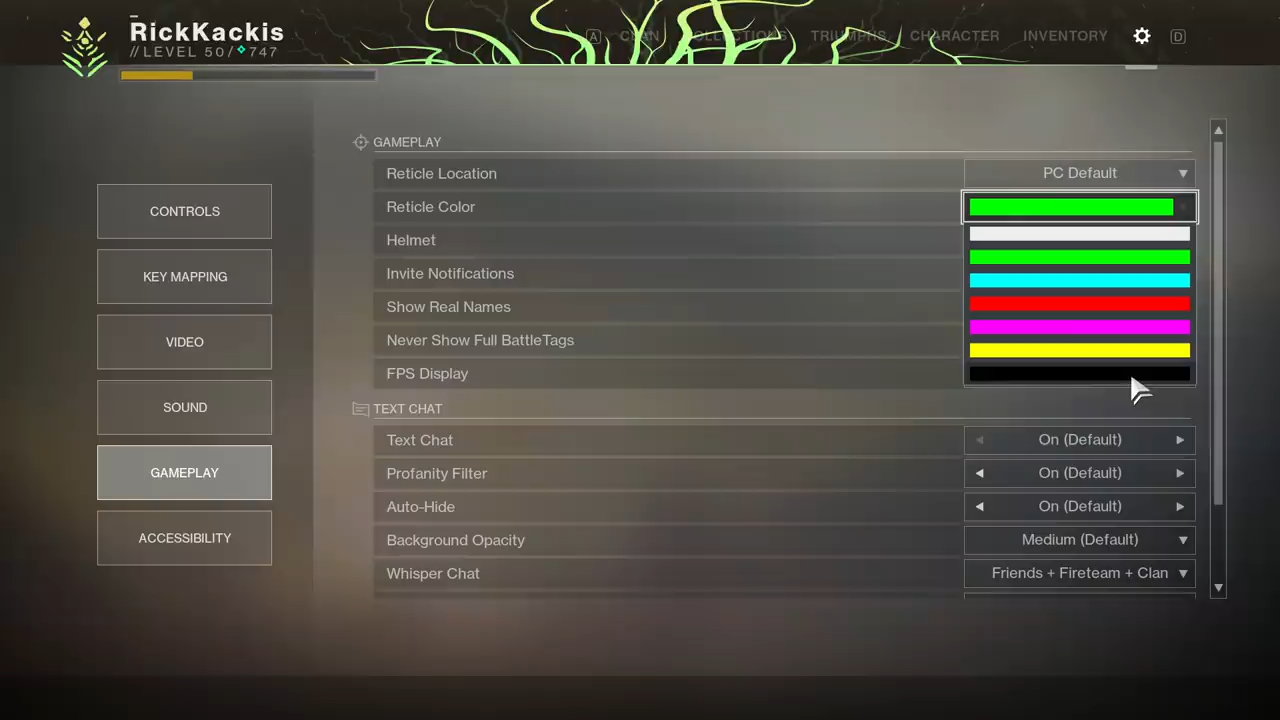 RickKackis
//LEVEL 50/ 747
A CLAN COLLECTIONS TRIUMPHS CHARACTER INVENTORY D
CONTROLS
KEY MAPPING
VIDEO
SOUND
GAMEPLAY
ACCESSIBILITY
GAMEPLAY
Reticle Location PC Default
Reticle Color
Helmet
Invite Notifications
Show Real Names
Never Show Full BattleTags
FPS Display
TEXT CHAT
Text Chat On (Default)
Profanity Filter On (Default)
Auto-Hide On (Default)
Background Opacity Medium (Default)
Whisper Chat Friends + Fireteam + Clan